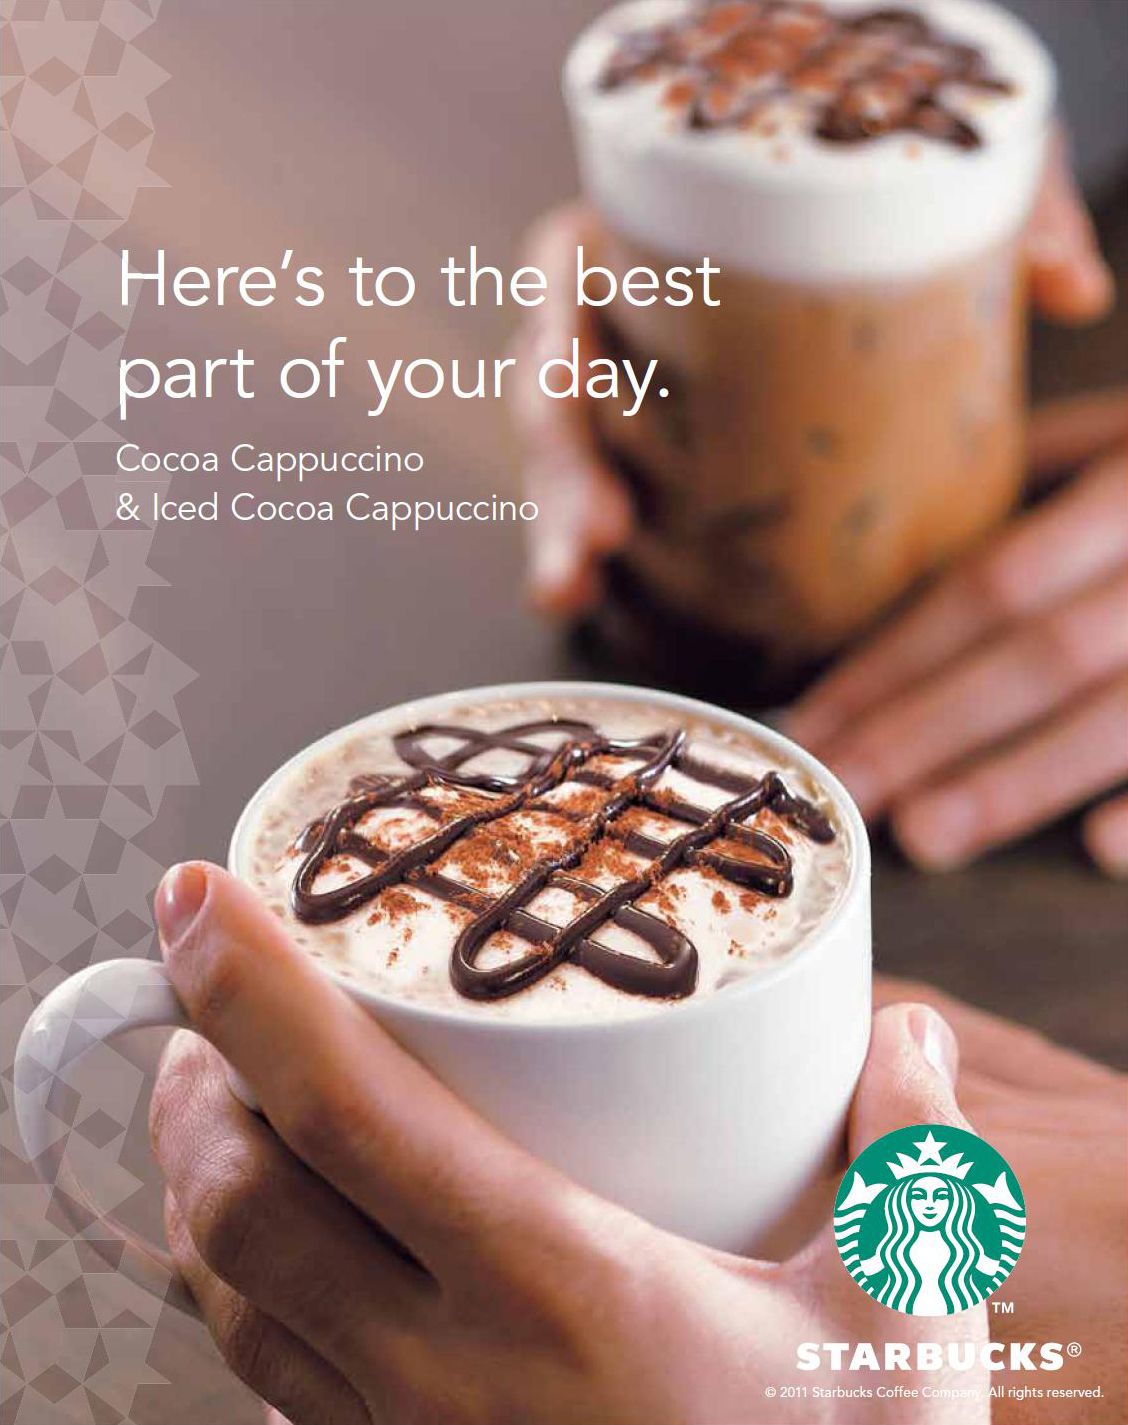 Here's to the best
part of your day.
Cocoa Cappuccino
& Iced Cocoa Cappuccino
TM
STARBUCKS®
© 2011 Starbucks Coffee Company. All rights reserved.